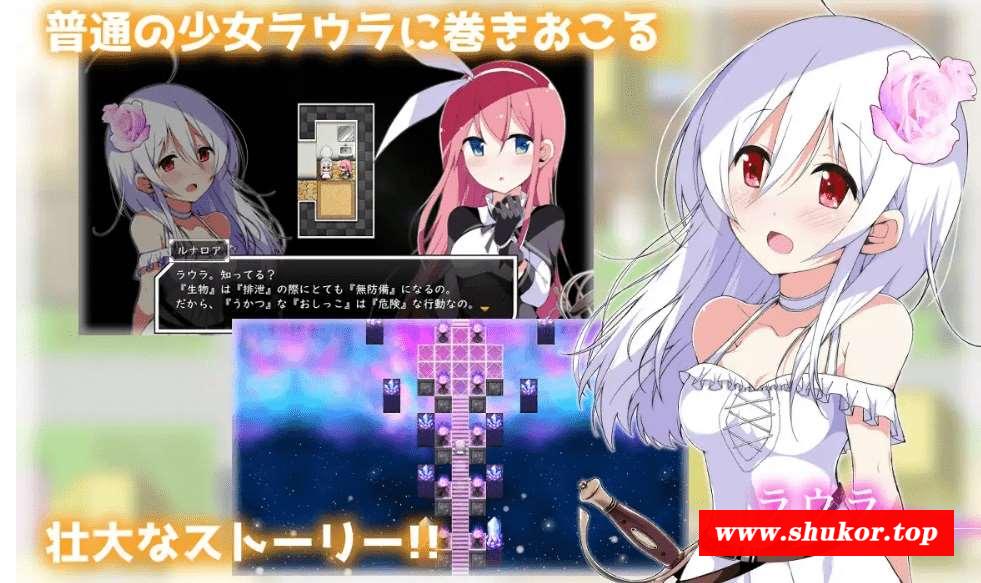 普通の少女ラウラに巻きおこる
ルナロア
ラウラ。知ってる?
『生物』は『排泄』の際にとても『無防備』になるの。
だから、『うかつ』な『おしっこ』は『危険』な行動なの。
壮大なストーリー!!
ラウラ
www.shukor.top